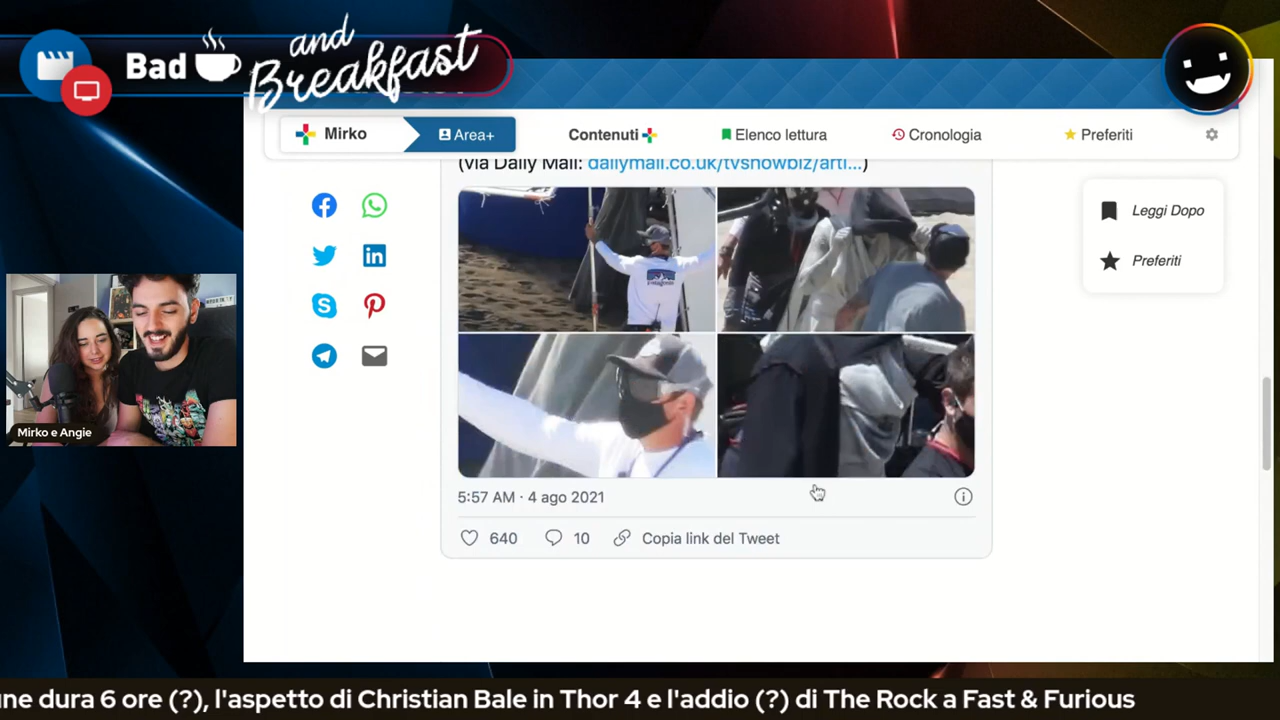 Bad and Breakfast
Mirko
Area+
Contenuti
Elenco lettura
Cronologia
Preferiti
(via Daily Mail: dailymail.co.uk/tvshowbiz/arti...)
Leggi Dopo
Preferiti
patagonia
Mirko e Angie
5:57 AM · 4 ago 2021
640
10
Copia link del Tweet
une dura 6 ore (?), l'aspetto di Christian Bale in Thor 4 e l'addio (?) di The Rock a Fast & Furious